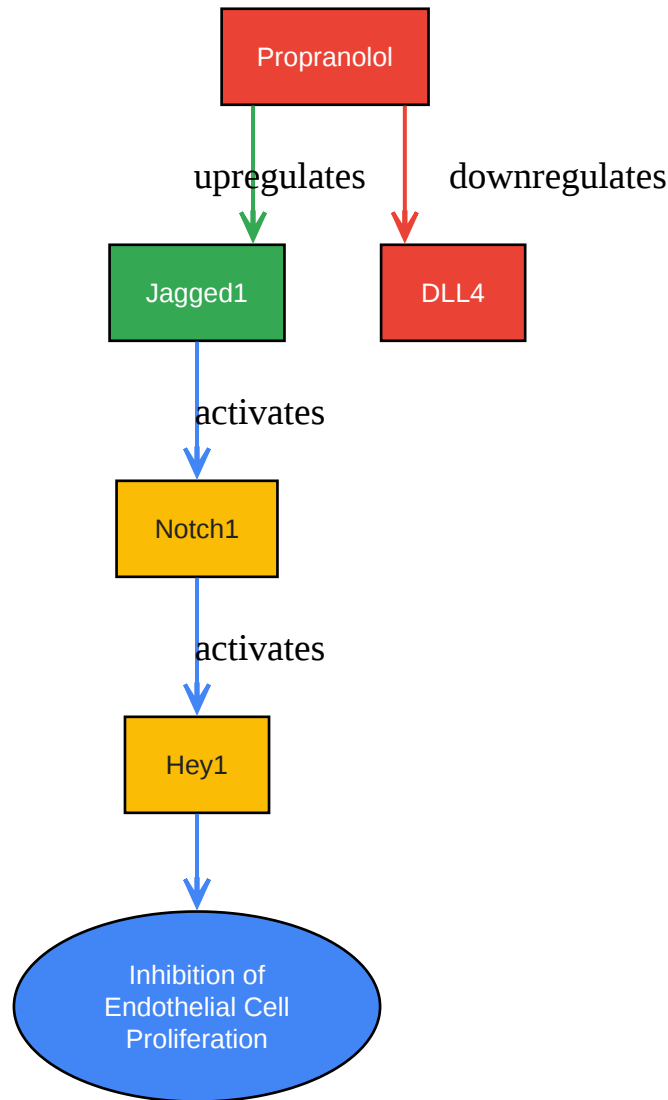 Propranolol
upregulates
downregulates
Jagged1
DLL4
activates
Notch1
activates
Hey1
Inhibition of
Endothelial Cell
Proliferation